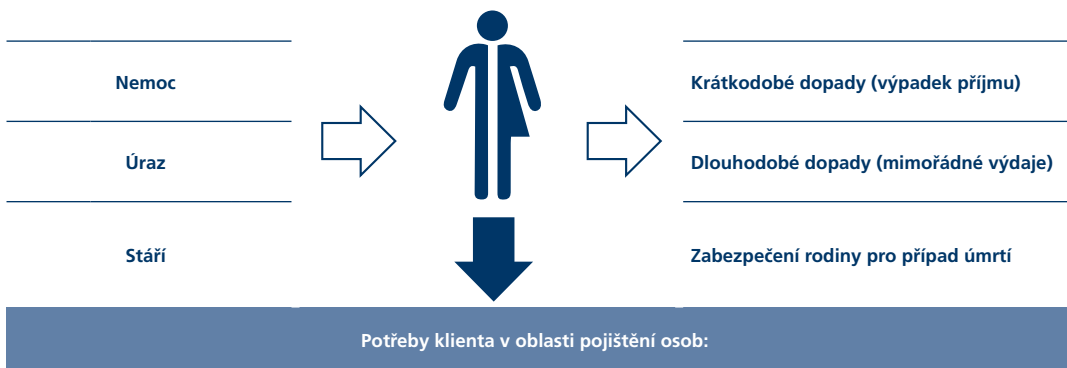 Nemoc
Krátkodobé dopady (výpadek příjmu)
Úraz
Dlouhodobé dopady (mimořádné výdaje)
Stáří
Zabezpečení rodiny pro případ úmrtí
Potřeby klienta v oblasti pojištění osob: